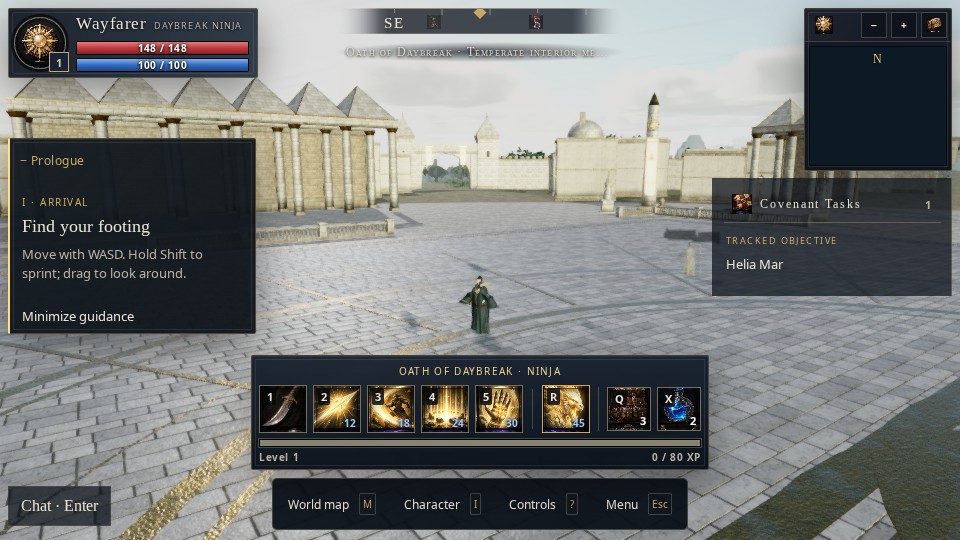 Wayfarer DAYBREAK NINJA
148 / 148
1
100 / 100
SE
Oath of Daybreak · Temperate interior me
−
+
N
− Prologue
I · ARRIVAL
Find your footing
Move with WASD. Hold Shift to
sprint; drag to look around.
Minimize guidance
Covenant Tasks 1
TRACKED OBJECTIVE
Helia Mar
OATH OF DAYBREAK · NINJA
1 2 3 4 5 R Q X
12 18 24 30 45 3 2
Level 1 0 / 80 XP
Chat · Enter
World map M Character I Controls ? Menu Esc